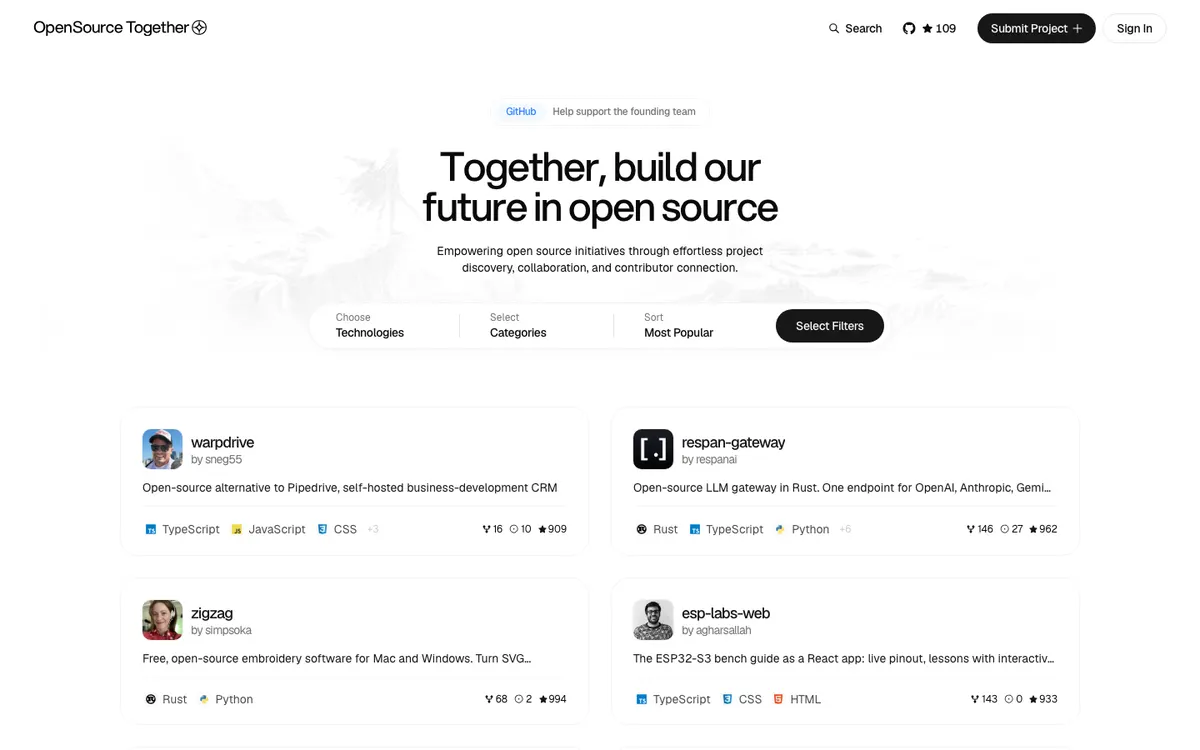 OpenSource Together
Search
109
Submit Project +
Sign In
GitHub Help support the founding team
Together, build our
future in open source
Empowering open source initiatives through effortless project
discovery, collaboration, and contributor connection.
Choose
Technologies
Select
Categories
Sort
Most Popular
Select Filters
warpdrive
by sneg55
Open-source alternative to Pipedrive, self-hosted business-development CRM
TypeScript JavaScript CSS +3 16 10 909
[.] respan-gateway
by respanai
Open-source LLM gateway in Rust. One endpoint for OpenAI, Anthropic, Gemi...
Rust TypeScript Python +6 146 27 962
zigzag
by simpsoka
Free, open-source embroidery software for Mac and Windows. Turn SVG...
Rust Python 68 2 994
esp-labs-web
by agharsallah
The ESP32-S3 bench guide as a React app: live pinout, lessons with interactiv...
TypeScript CSS HTML 143 0 933